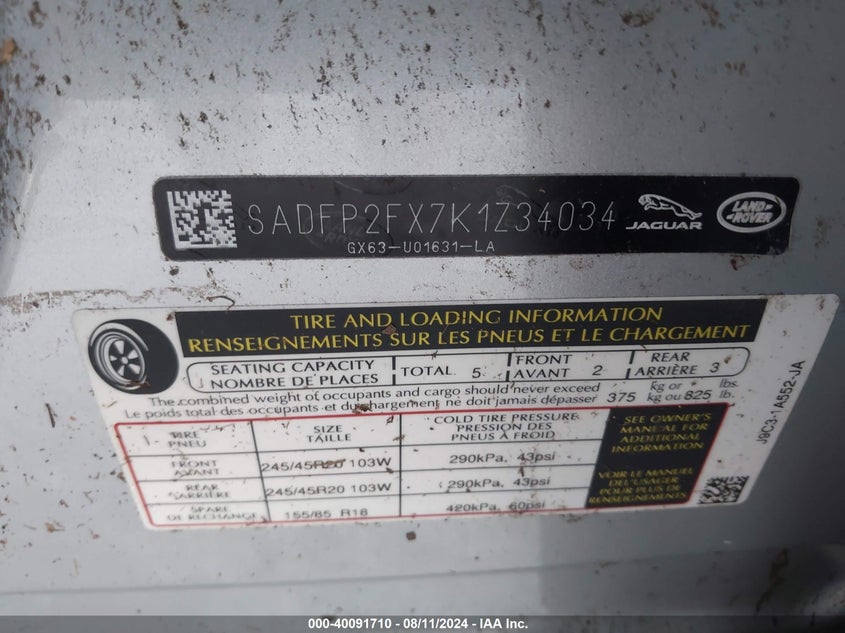 SADFP2FX7K1Z34034
GX63-U01631-LA
JAGUAR
LAND-
ROVER
TIRE AND LOADING INFORMATION
RENSEIGNEMENTS SUR LES PNEUS ET LE CHARGEMENT
SEATING CAPACITY
NOMBRE DE PLACES
TOTAL 5
FRONT
AVANT 2
REAR
ARRIÈRE 3
The combined weight of occupants and cargo should never exceed 375 kg or 825 lbs.
Le poids total des occupants et du chargement ne doit jamais dépasser kg ou lb.
TIRE
PNEU
SIZE
TAILLE
COLD TIRE PRESSURE
PRESSION DES
PNEUS À FROID
FRONT
AVANT
245/45R20 103W
290kPa, 43psi
REAR
ARRIÈRE
245/45R20 103W
290kPa, 43psi
SPARE
DE RECHANGE
155/85 R18
420kPa, 60psi
SEE OWNER'S
MANUAL FOR
ADDITIONAL
INFORMATION
VOIR LE MANUEL
DE L'USAGER
POUR PLUS DE
RENSEIGNEMENTS
J9C3-1A552-JA
000-40091710 - 08/11/2024 - IAA Inc.